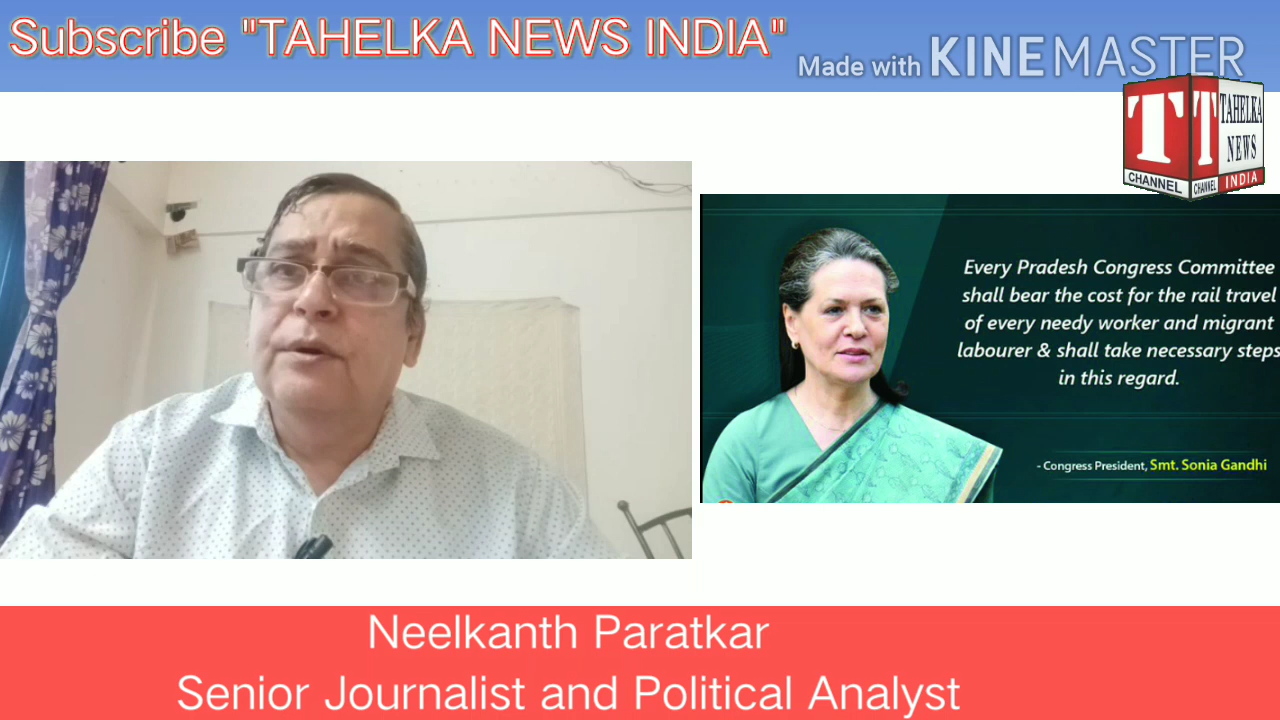 Subscribe "TAHELKA NEWS INDIA"
Made with KINEMASTER
T T TAHELKA
NEWS
CHANNEL CHANNEL INDIA
Every Pradesh Congress Committee
shall bear the cost for the rail travel
of every needy worker and migrant
labourer & shall take necessary steps
in this regard.
- Congress President, Smt. Sonia Gandhi
Neelkanth Paratkar
Senior Journalist and Political Analyst